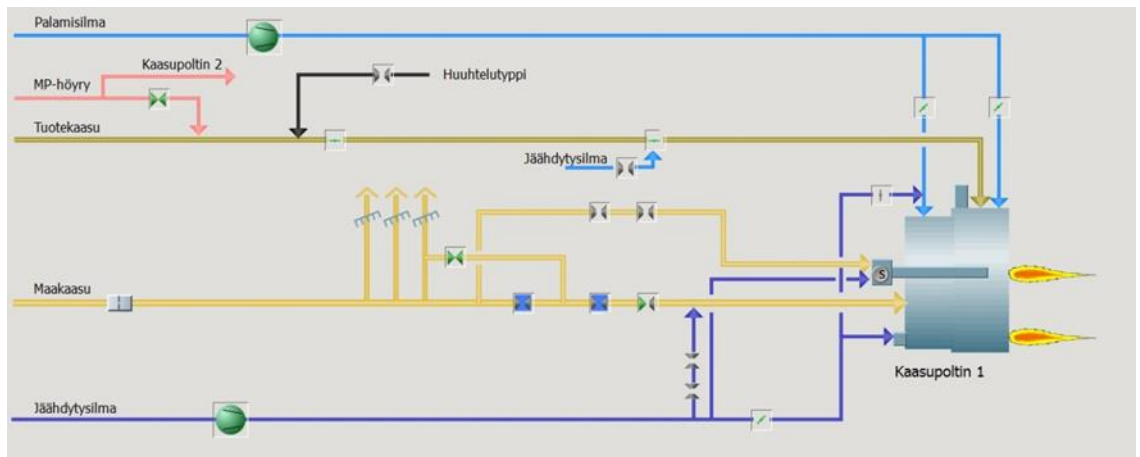 Palamisilma
Kaasupoltin 2
MP-höyry
Huuhtelutyppi
Tuotekaasu
Jäähdytysilma
S
Maakaasu
Kaasupoltin 1
Jäähdytysilma